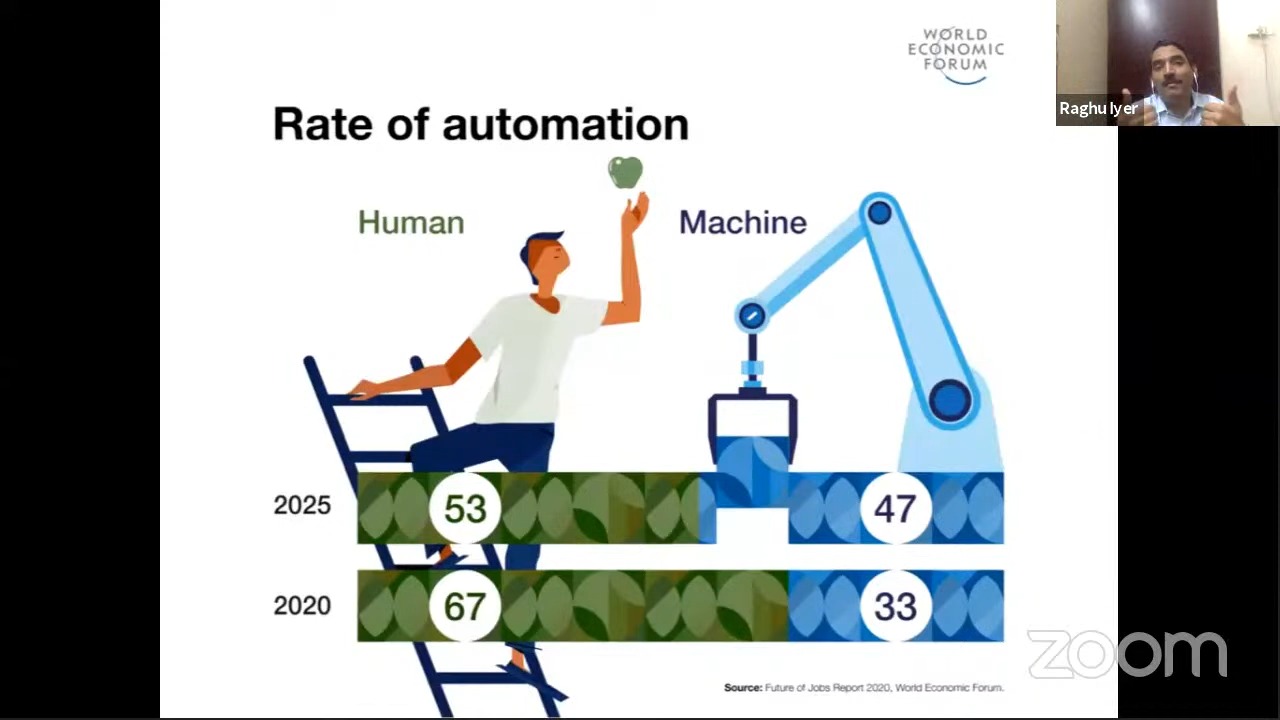 WORLD
ECONOMIC
FORUM
Raghu Iyer
Rate of automation
Human
Machine
2025
53
47
2020
67
33
zoom
Source: Future of Jobs Report 2020, World Economic Forum.